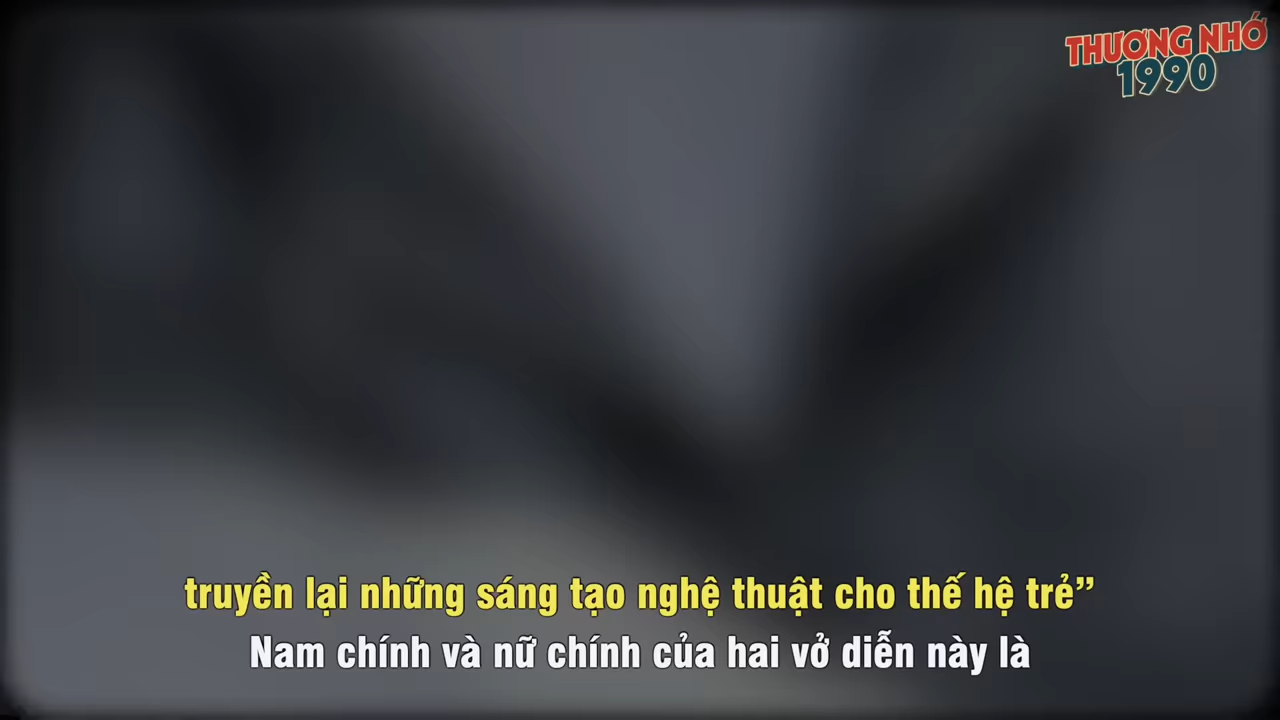 THƯƠNG NHỚ
1990
truyền lại những sáng tạo nghệ thuật cho thế hệ trẻ”
Nam chính và nữ chính của hai vở diễn này là